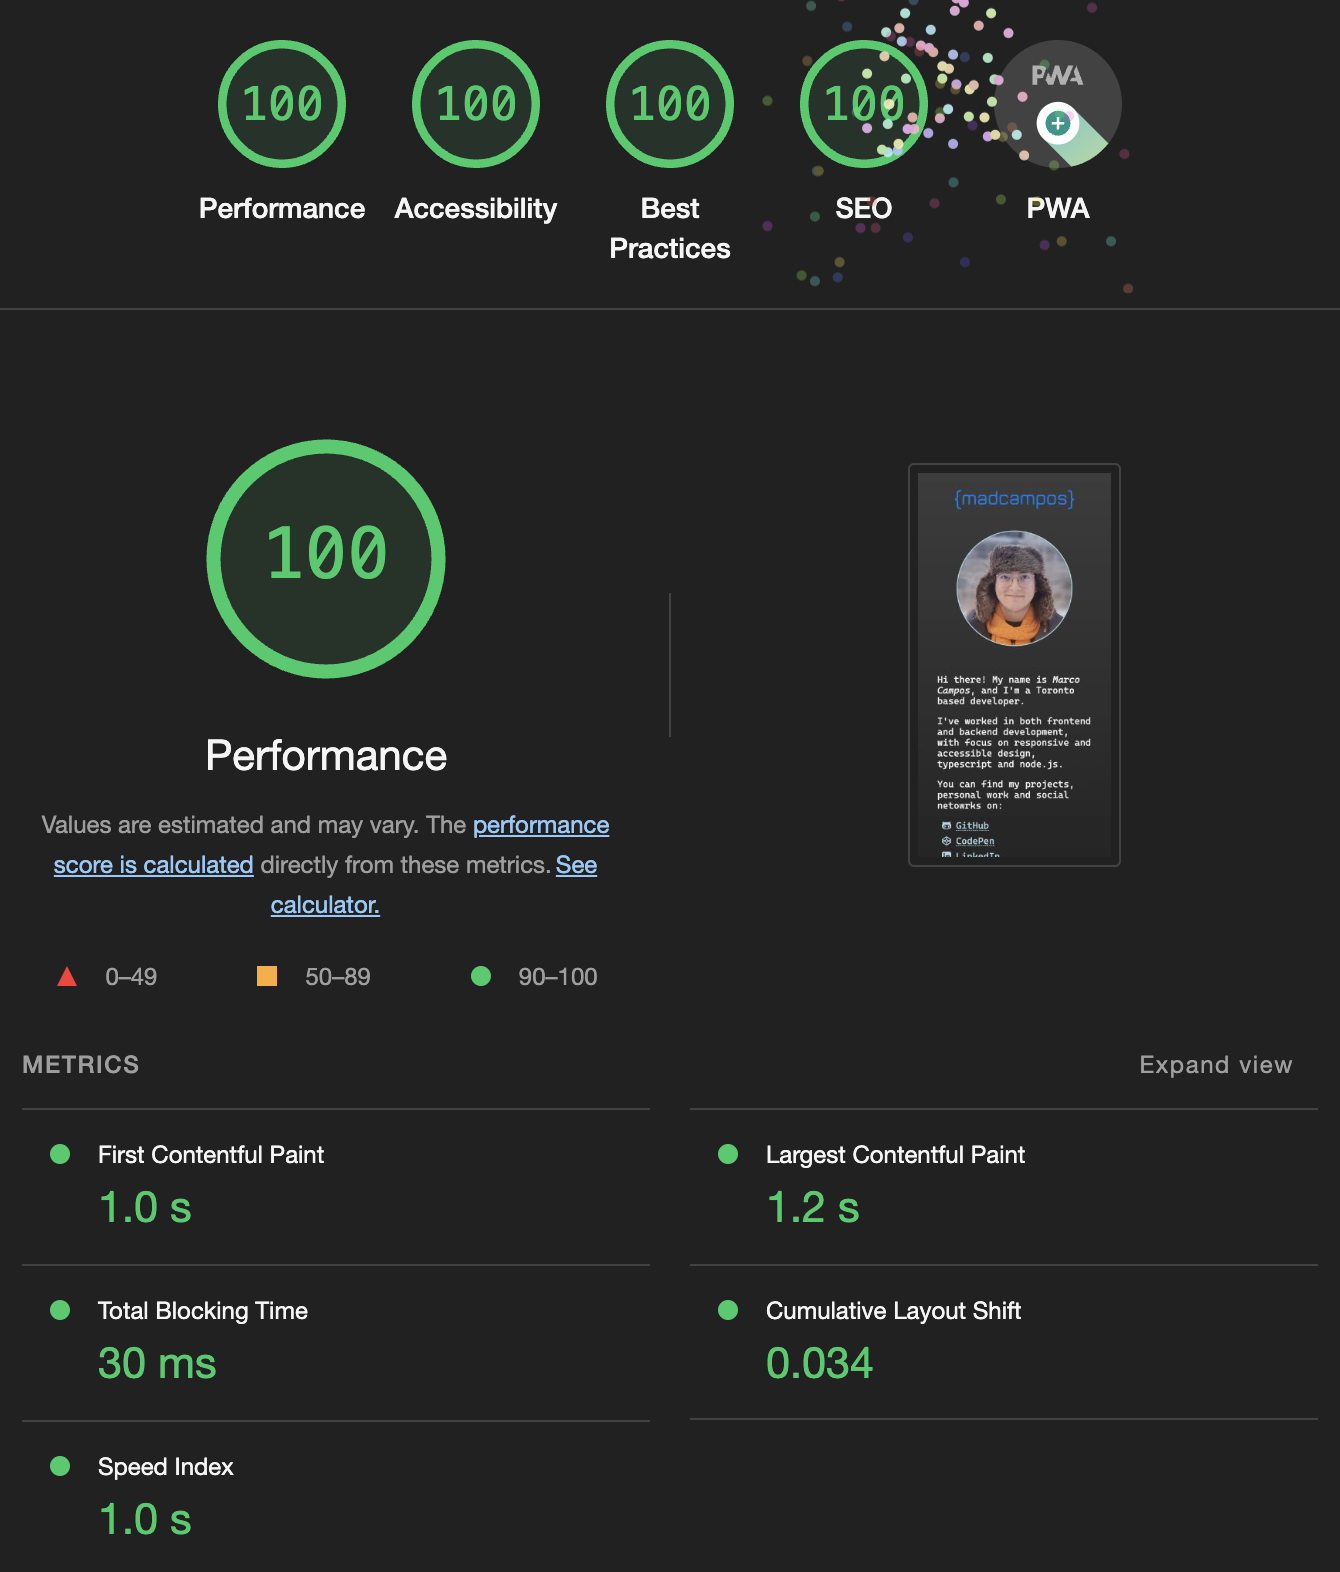 100
100
100
100
PWA
Performance
Accessibility
Best
Practices
SEO
PWA
100
Performance
Values are estimated and may vary. The performance
score is calculated directly from these metrics. See
calculator.
0–49
50–89
90–100
{madcampos}
Hi there! My name is Marco
Campos, and I'm a Toronto
based developer.
I've worked in both frontend
and backend development,
with focus on responsive and
accessible design,
typescript and node.js.
You can find my projects,
personal work and social
netowrks on:
GitHub
CodePen
LinkedIn
METRICS
Expand view
First Contentful Paint
1.0 s
Largest Contentful Paint
1.2 s
Total Blocking Time
30 ms
Cumulative Layout Shift
0.034
Speed Index
1.0 s